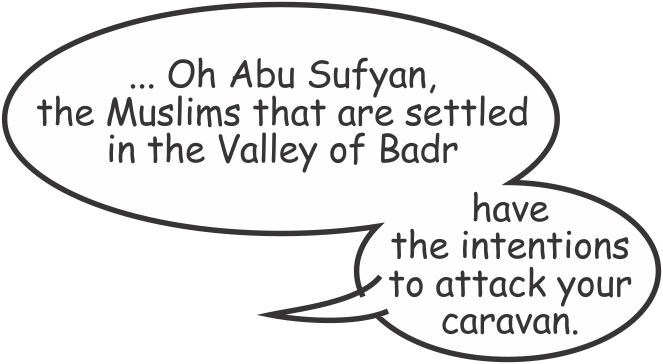 ... Oh Abu Sufyan,
the Muslims that are settled
in the Valley of Badr
have
the intentions
to attack your
caravan.